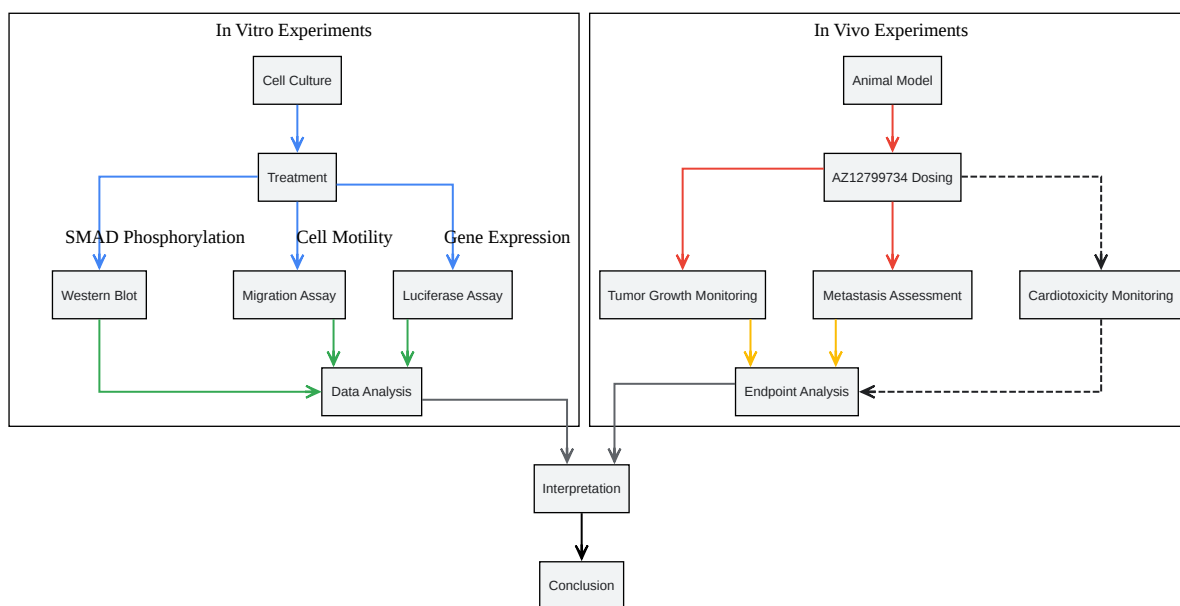 In Vitro Experiments
In Vivo Experiments
Cell Culture
Animal Model
Treatment
AZ12799734 Dosing
SMAD Phosphorylation
Cell Motility
Gene Expression
Western Blot
Migration Assay
Luciferase Assay
Tumor Growth Monitoring
Metastasis Assessment
Cardiotoxicity Monitoring
Data Analysis
Endpoint Analysis
Interpretation
Conclusion